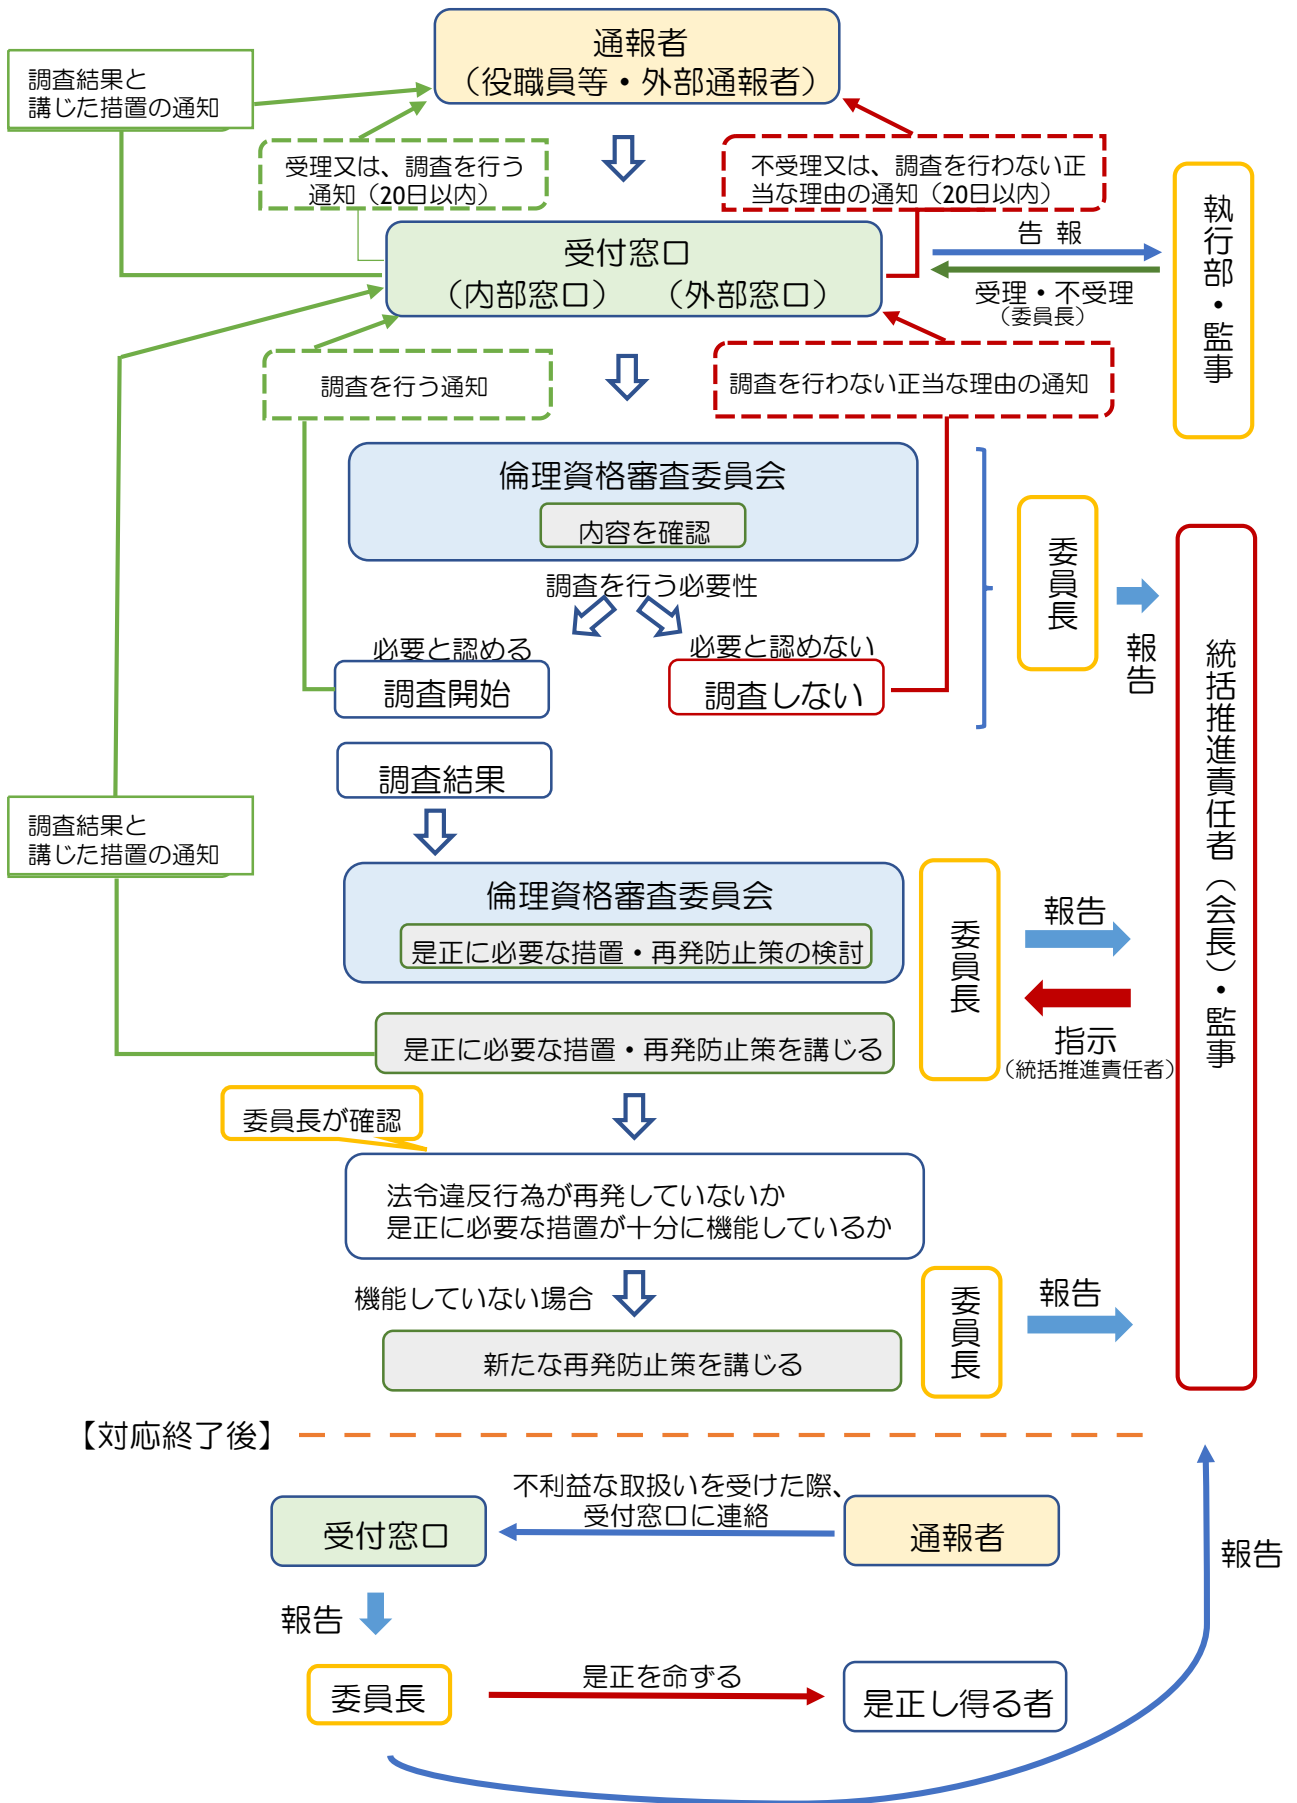 通報者
（役職員等・外部通報者）
調査結果と
講じた措置の通知
受理又は、調査を行う
通知（20日以内）
不受理又は、調査を行わない正
当な理由の通知（20日以内）
受付窓口
（内部窓口）　（外部窓口）
告 報
受理・不受理
（委員長）
執行部・監事
調査を行う通知
調査を行わない正当な理由の通知
倫理資格審査委員会
内容を確認
調査を行う必要性
必要と認める
調査開始
必要と認めない
調査しない
委員長
報告
統括推進責任者（会長）・監事
調査結果
調査結果と
講じた措置の通知
倫理資格審査委員会
是正に必要な措置・再発防止策の検討
是正に必要な措置・再発防止策を講じる
委員長
報告
指示
（統括推進責任者）
委員長が確認
法令違反行為が再発していないか
是正に必要な措置が十分に機能しているか
機能していない場合
新たな再発防止策を講じる
委員長
報告
【対応終了後】
不利益な取扱いを受けた際、
受付窓口に連絡
受付窓口
通報者
報告
報告
委員長
是正を命ずる
是正し得る者